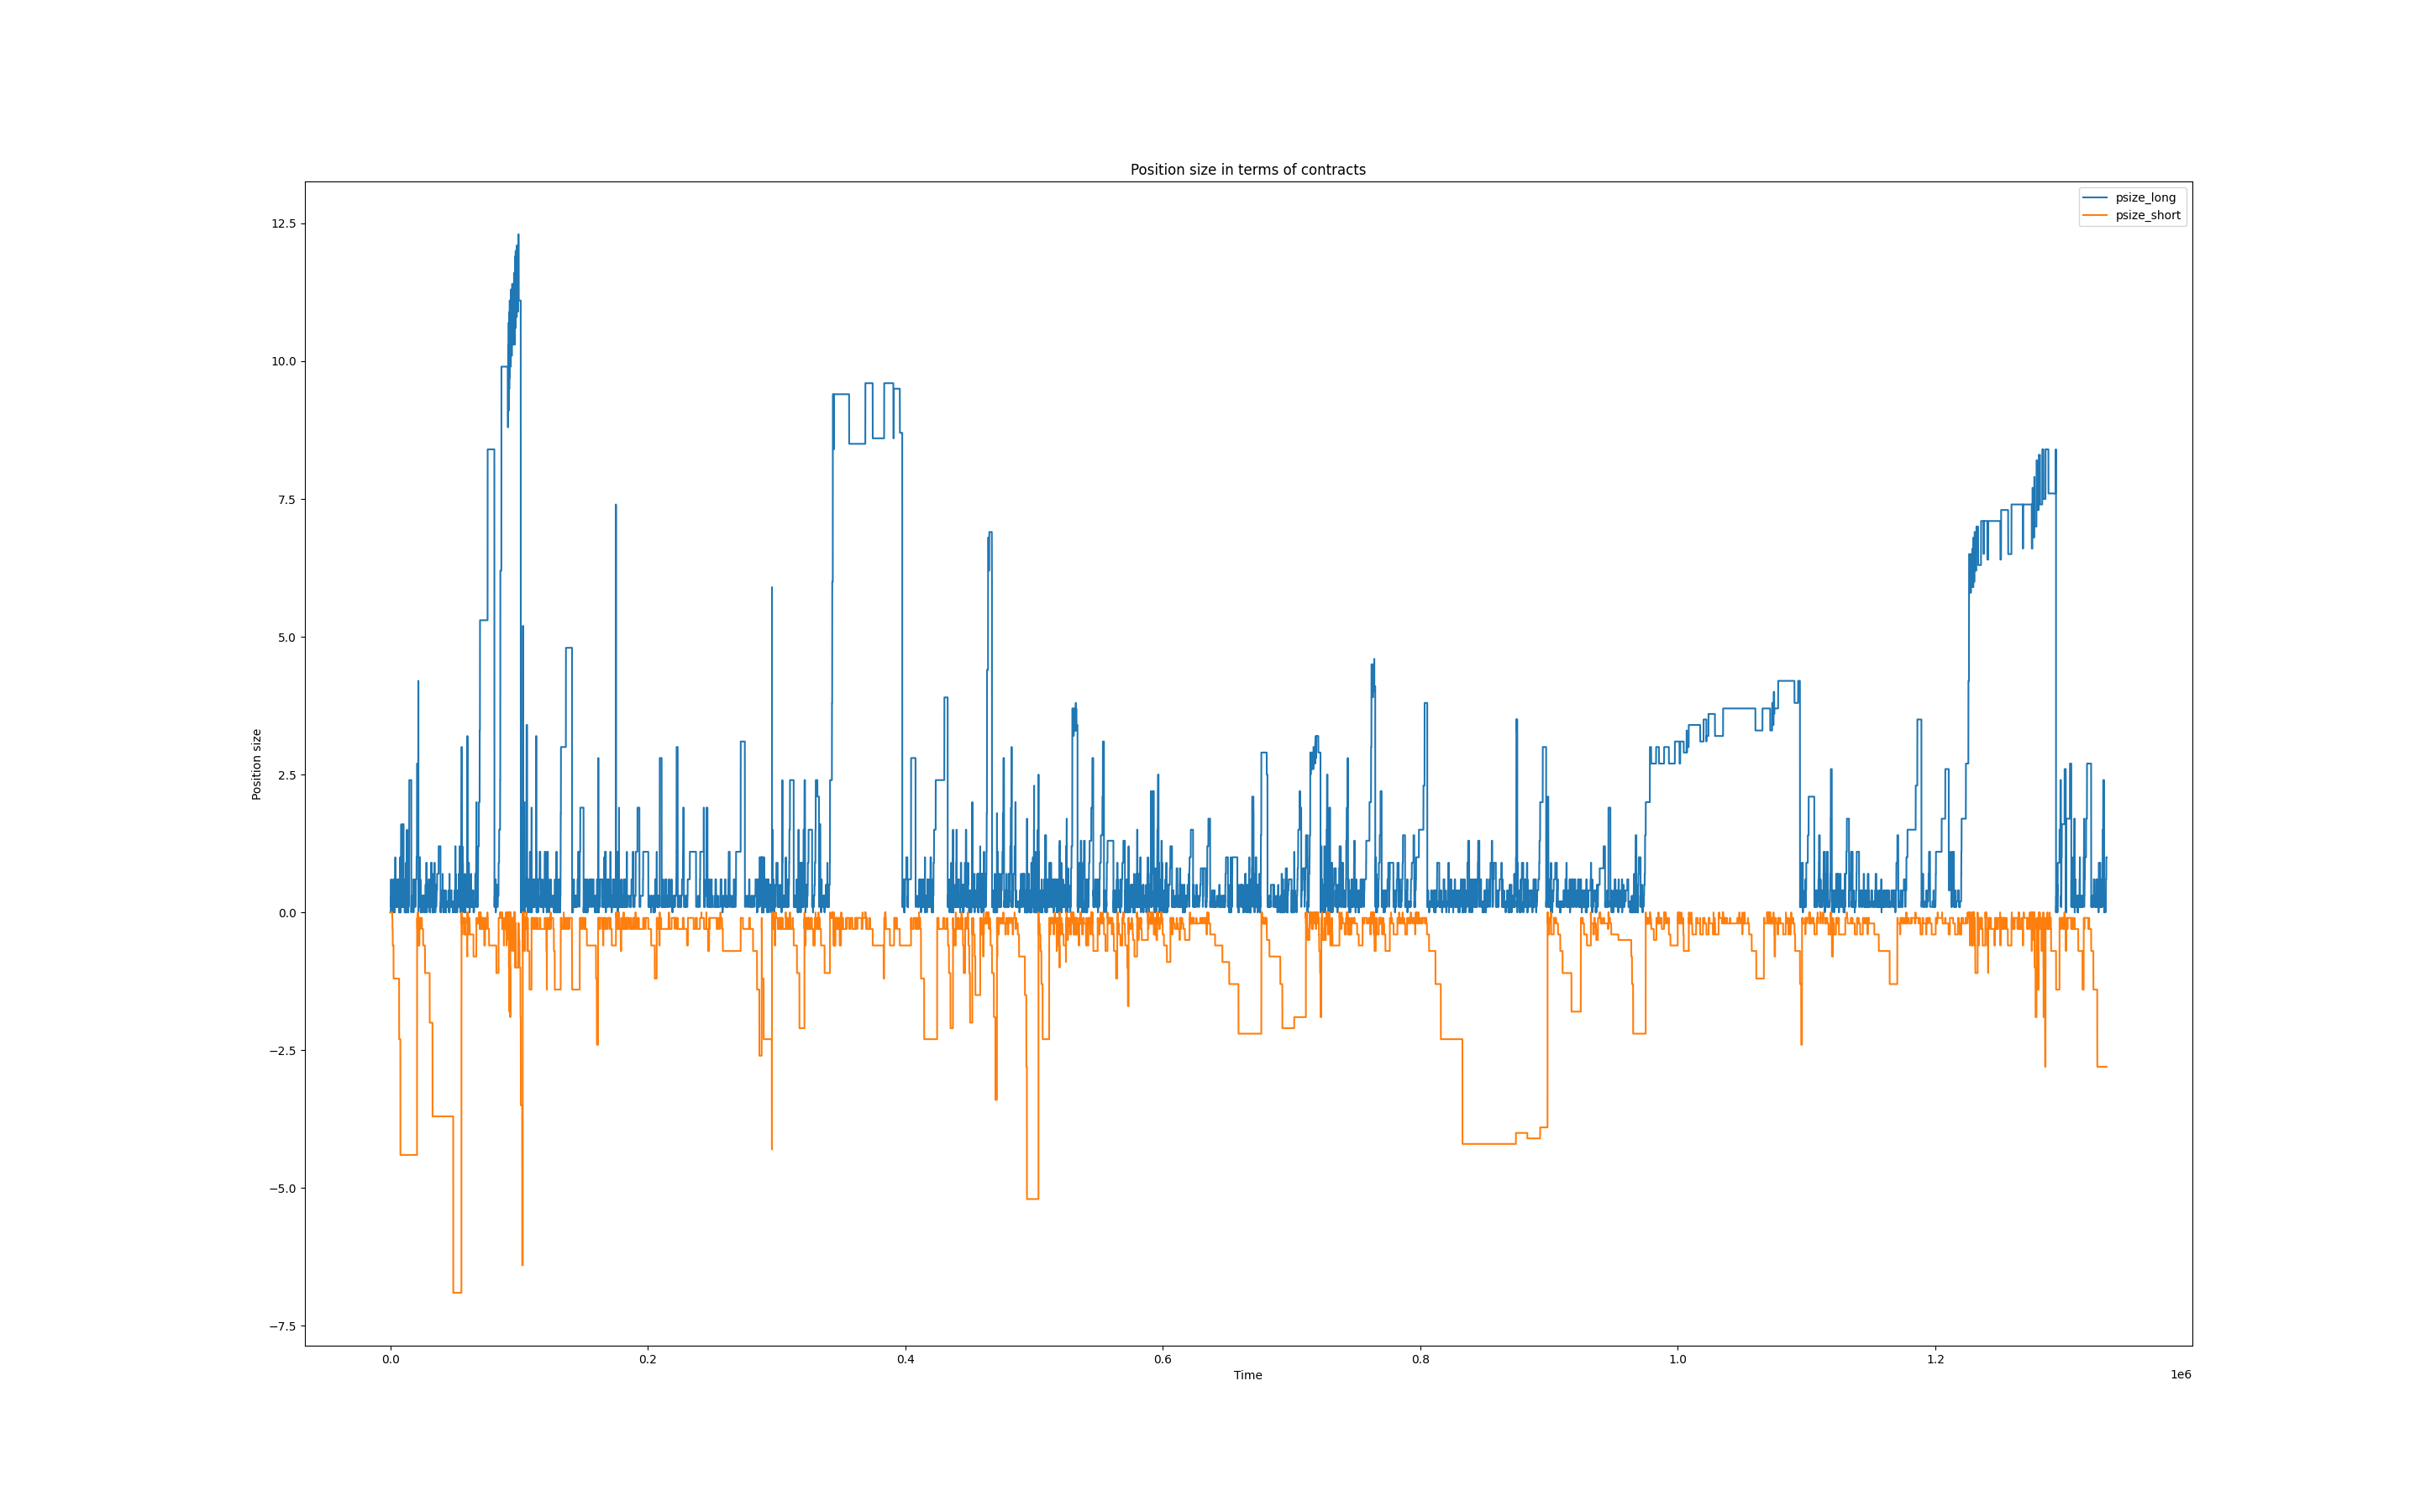 Position size in terms of contracts
psize_long
psize_short
12.5
10.0
7.5
5.0
2.5
0.0
−2.5
−5.0
−7.5
Position size
0.0 0.2 0.4 0.6 0.8 1.0 1.2
Time
1e6